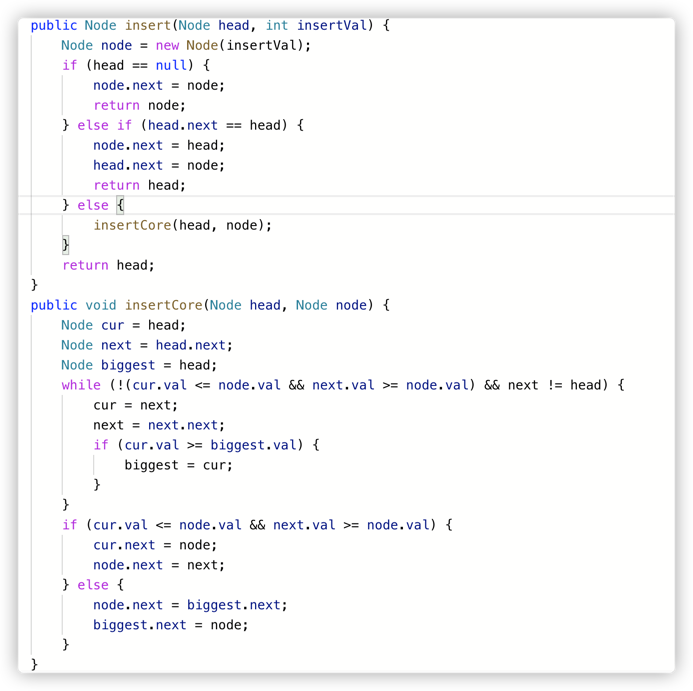 public Node insert(Node head, int insertVal) {
    Node node = new Node(insertVal);
    if (head == null) {
        node.next = node;
        return node;
    } else if (head.next == head) {
        node.next = head;
        head.next = node;
        return head;
    } else {
        insertCore(head, node);
    }
    return head;
}
public void insertCore(Node head, Node node) {
    Node cur = head;
    Node next = head.next;
    Node biggest = head;
    while (!(cur.val <= node.val && next.val >= node.val) && next != head) {
        cur = next;
        next = next.next;
        if (cur.val >= biggest.val) {
            biggest = cur;
        }
    }
    if (cur.val <= node.val && next.val >= node.val) {
        cur.next = node;
        node.next = next;
    } else {
        node.next = biggest.next;
        biggest.next = node;
    }
}